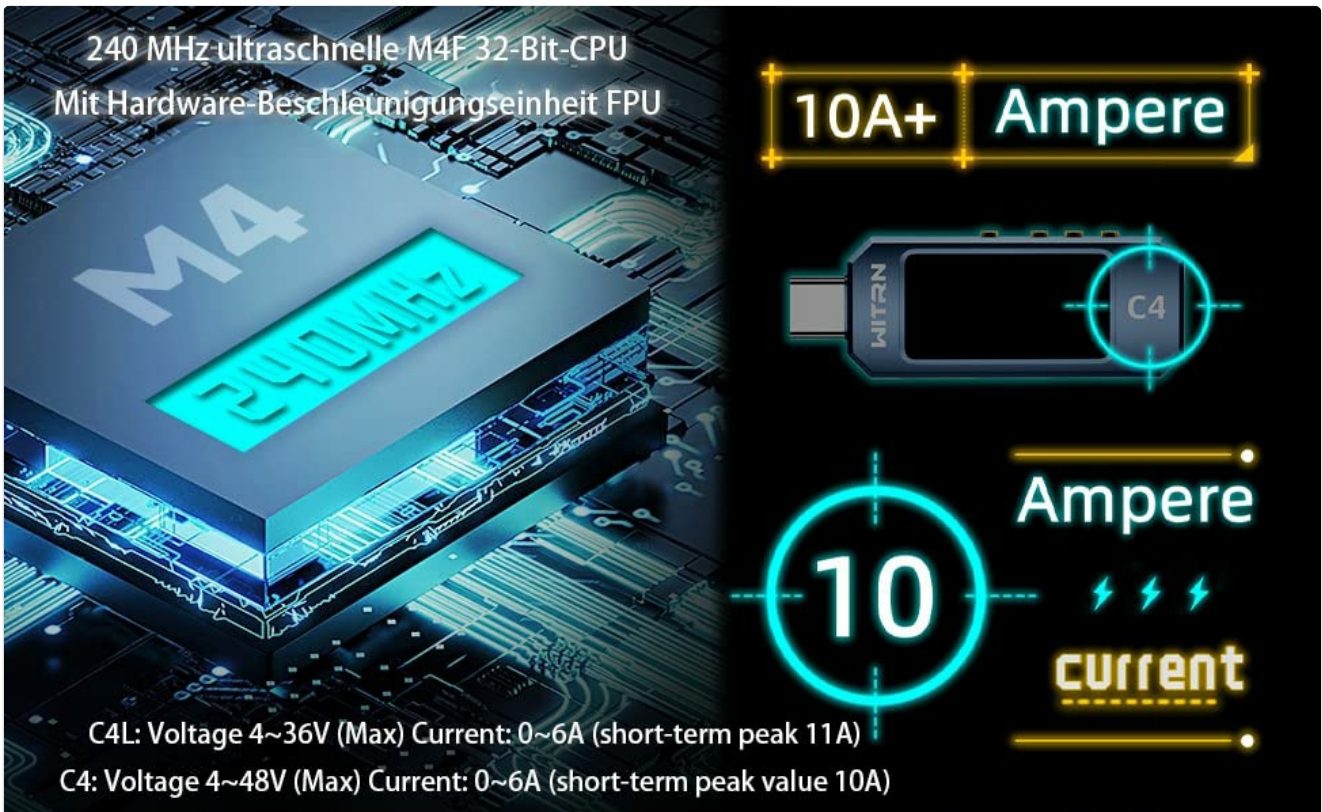 240 MHz ultraschnelle M4F 32-Bit-CPU
Mit Hardware-Beschleunigungseinheit FPU
M4
240MHz
10A+ Ampere
WITRN
C4
Ampere
10
current
C4L: Voltage 4~36V (Max) Current: 0~6A (short-term peak 11A)
C4: Voltage 4~48V (Max) Current: 0~6A (short-term peak value 10A)